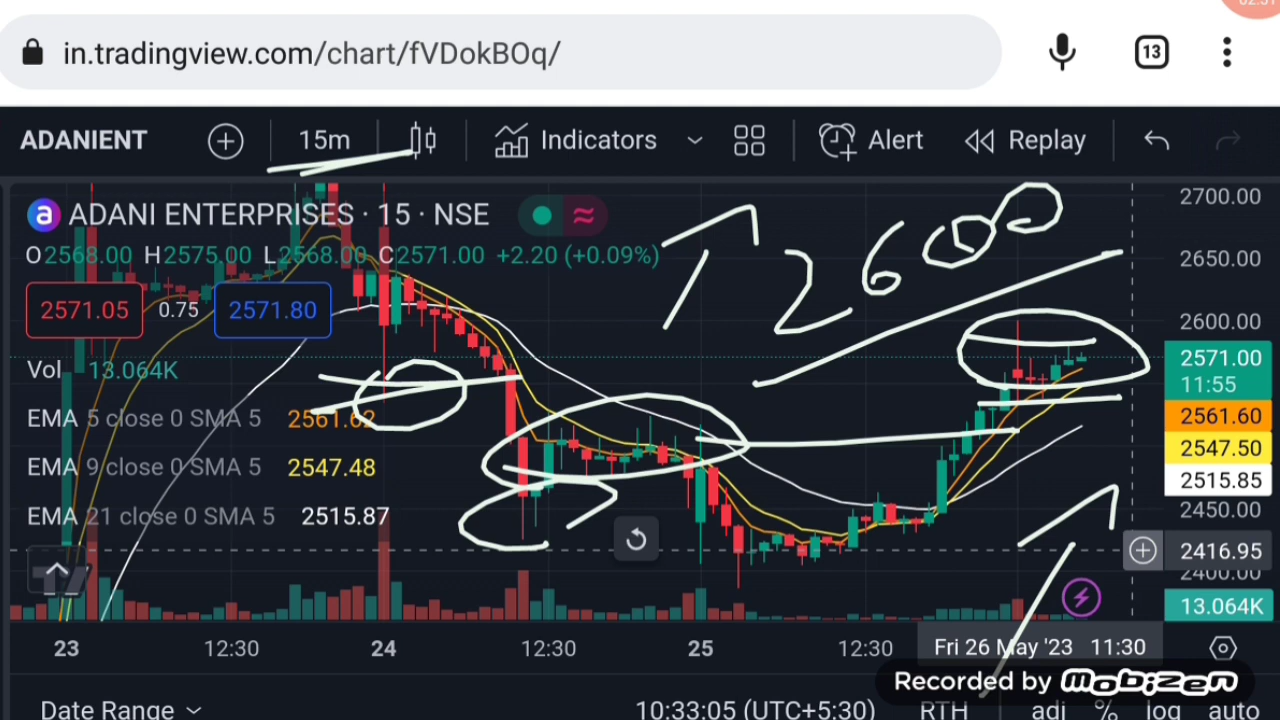 02:51
in.tradingview.com/chart/fVDokBOq/
13
ADANIENT 15m Indicators Alert Replay
a ADANI ENTERPRISES · 15 · NSE
O2568.00 H2575.00 L2568.00 C2571.00 +2.20 (+0.09%)
2571.05 0.75 2571.80
Vol 13.064K
EMA 5 close 0 SMA 5 2561.62
EMA 9 close 0 SMA 5 2547.48
EMA 21 close 0 SMA 5 2515.87
2600
2700.00
2650.00
2600.00
2571.00
11:55
2561.60
2547.50
2515.85
2450.00
2416.95
2400.00
13.064K
23 12:30 24 12:30 25 12:30 Fri 26 May '23 11:30
Recorded by mobizen
Date Range 10:33:05 (UTC+5:30) RTH adj % log auto